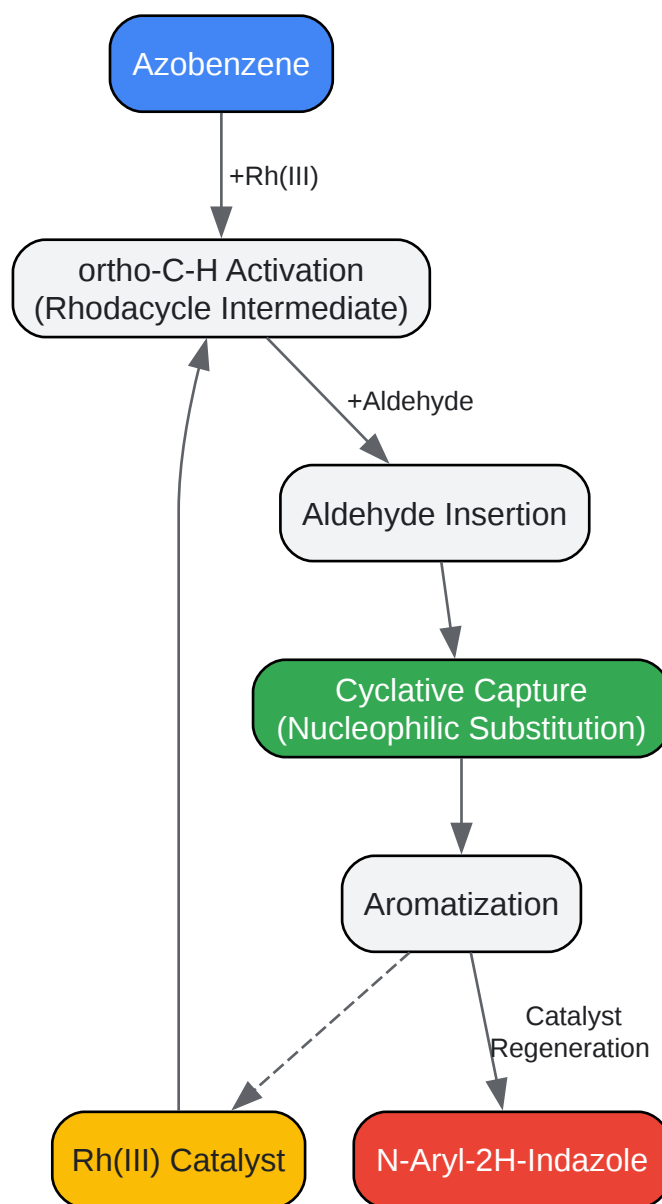 Azobenzene
+Rh(III)
ortho-C-H Activation
(Rhodacycle Intermediate)
+Aldehyde
Aldehyde Insertion
Cyclative Capture
(Nucleophilic Substitution)
Aromatization
Catalyst
Regeneration
Rh(III) Catalyst
N-Aryl-2H-Indazole